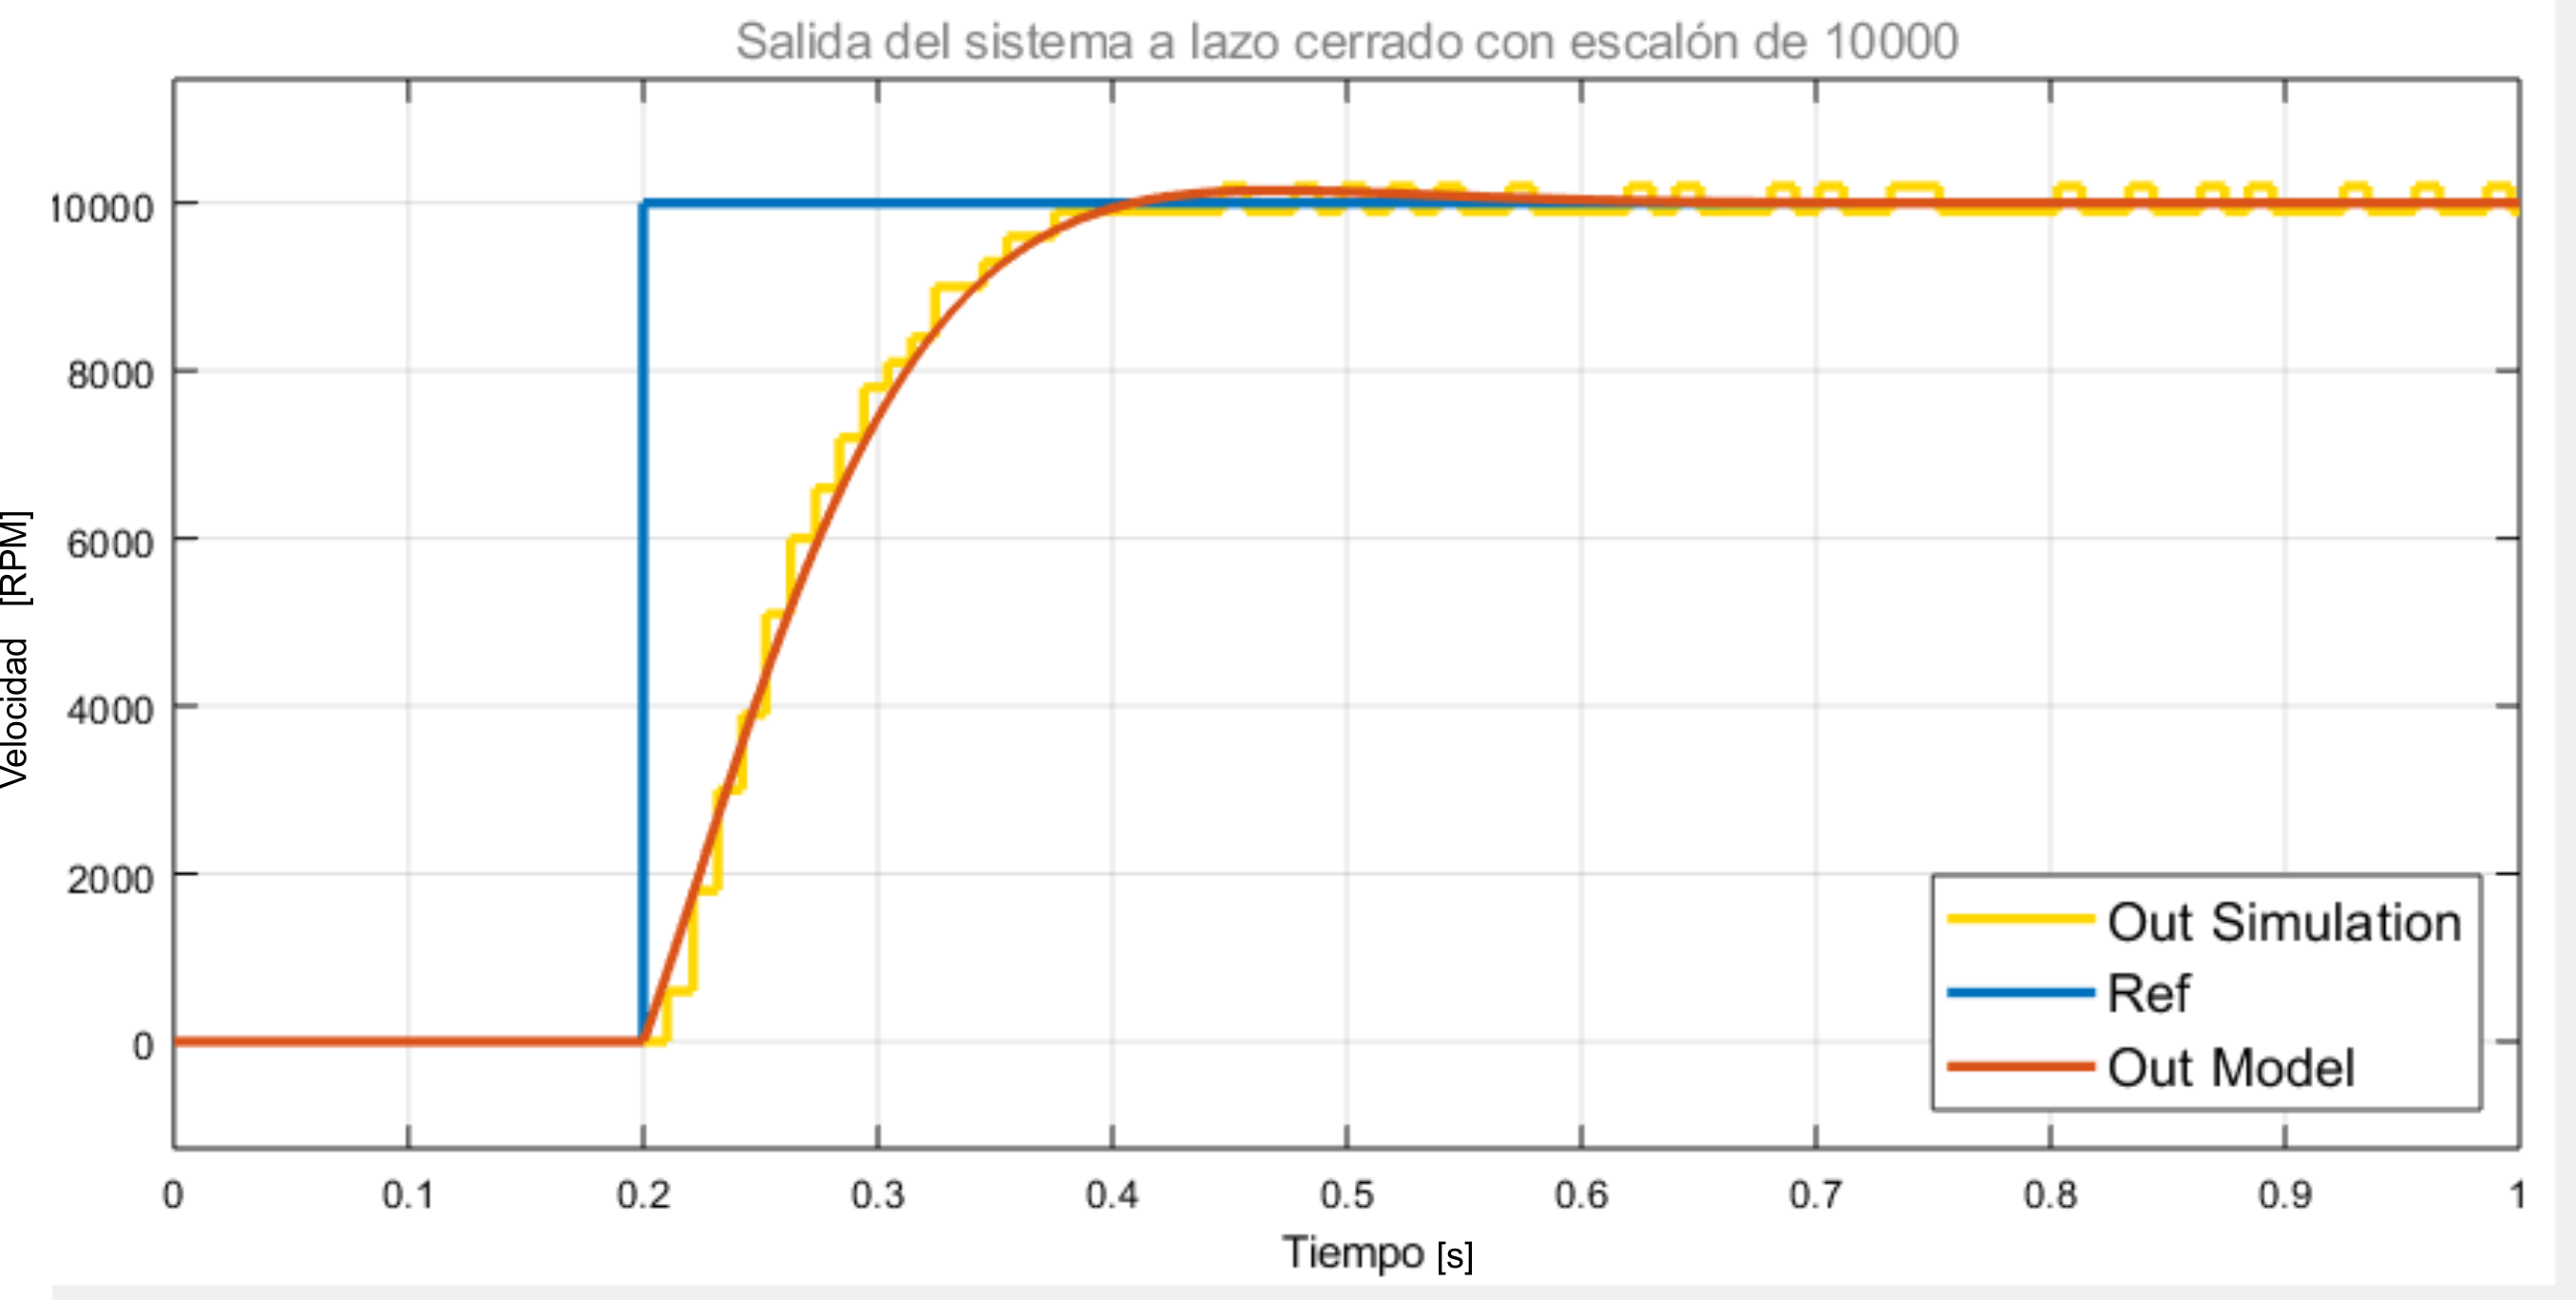 Salida del sistema a lazo cerrado con escalón de 10000
10000
8000
6000
4000
2000
0
Velocidad [RPM]
Out Simulation
Ref
Out Model
0 0.1 0.2 0.3 0.4 0.5 0.6 0.7 0.8 0.9 1
Tiempo [s]